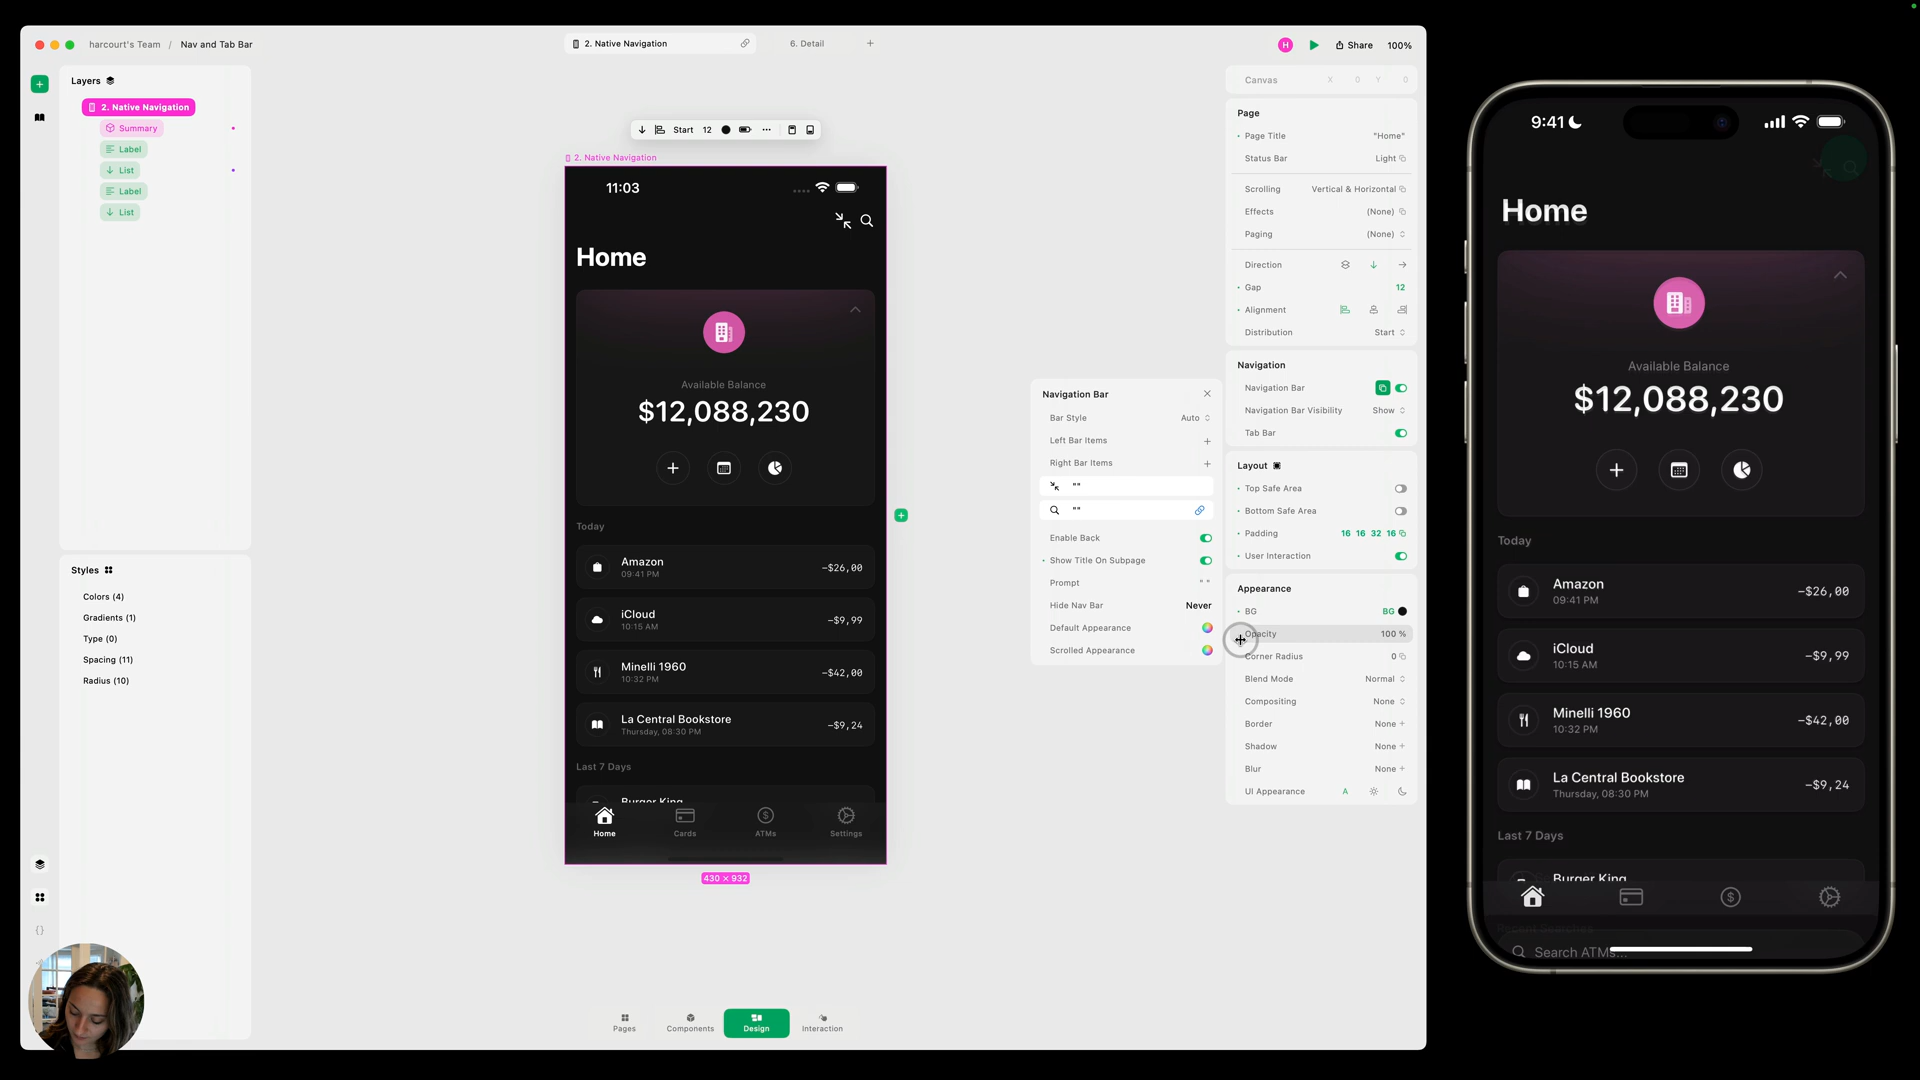 harcourt's Team / Nav and Tab Bar
2. Native Navigation
6. Detail
H
Share
100%
Layers
2. Native Navigation
Summary
Label
List
Label
List
Styles
Colors (4)
Gradients (1)
Type (0)
Spacing (11)
Radius (10)
Start 12
2. Native Navigation
11:03
Home
Available Balance
$12,088,230
Today
Amazon
09:41 PM
−$26,00
iCloud
10:15 AM
−$9,99
Minelli 1960
10:32 PM
−$42,00
La Central Bookstore
Thursday, 08:30 PM
−$9,24
Last 7 Days
Burger King
Home
Cards
ATMs
Settings
430 × 932
Pages
Components
Design
Interaction
Navigation Bar
Bar Style Auto
Left Bar Items
Right Bar Items
""
""
Enable Back
Show Title On Subpage
Prompt " "
Hide Nav Bar Never
Default Appearance
Scrolled Appearance
Canvas X 0 Y 0
Page
Page Title "Home"
Status Bar Light
Scrolling Vertical & Horizontal
Effects (None)
Paging (None)
Direction
Gap 12
Alignment
Distribution Start
Navigation
Navigation Bar
Navigation Bar Visibility Show
Tab Bar
Layout
Top Safe Area
Bottom Safe Area
Padding 16 16 32 16
User Interaction
Appearance
BG BG
Opacity 100 %
Corner Radius 0
Blend Mode Normal
Compositing None
Border None
Shadow None
Blur None
UI Appearance A
9:41
Home
Available Balance
$12,088,230
Today
Amazon
09:41 PM
−$26,00
iCloud
10:15 AM
−$9,99
Minelli 1960
10:32 PM
−$42,00
La Central Bookstore
Thursday, 08:30 PM
−$9,24
Last 7 Days
Burger King
Recent Searches
Search ATMs...